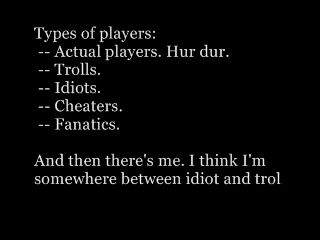 Types of players:
-- Actual players. Hur dur.
-- Trolls.
-- Idiots.
-- Cheaters.
-- Fanatics.
And then there's me. I think I'm
somewhere between idiot and trol